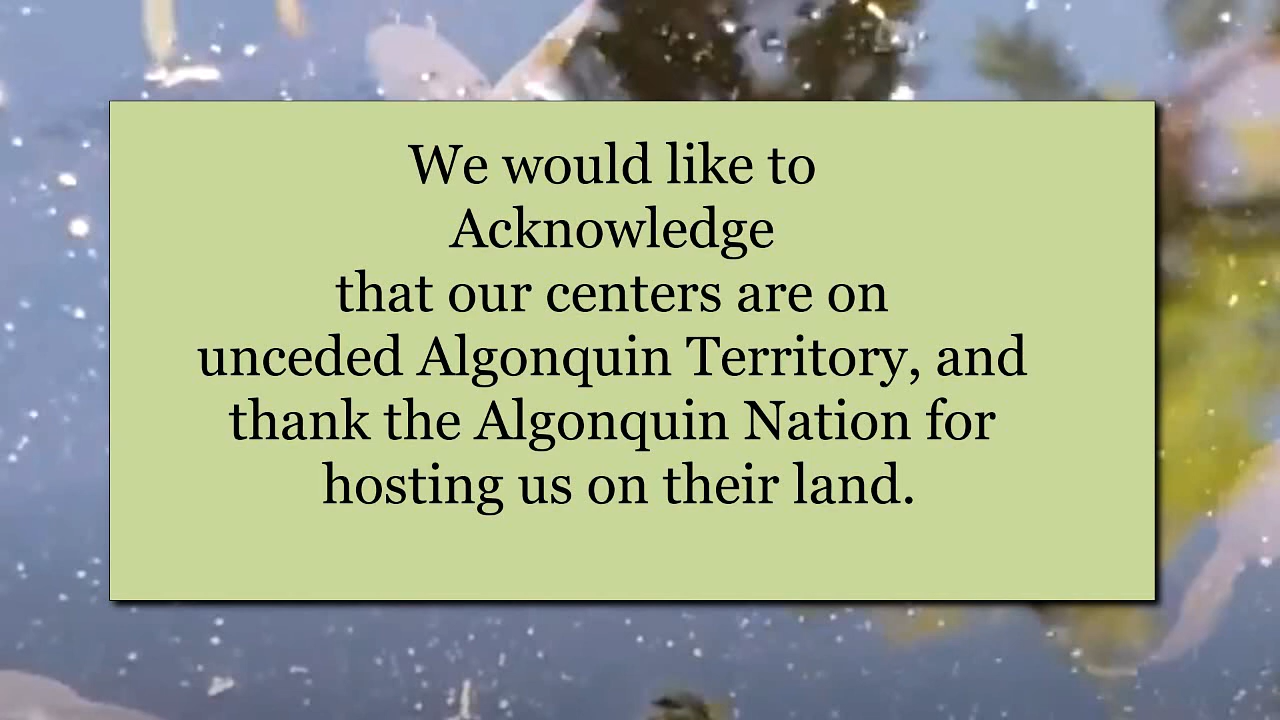 We would like to
Acknowledge
that our centers are on
unceded Algonquin Territory, and
thank the Algonquin Nation for
hosting us on their land.